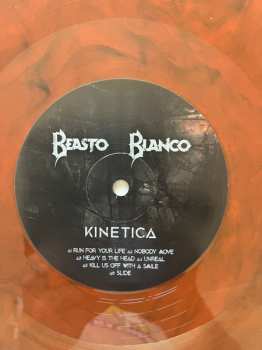 BEASTO BLANCO
KINETICA
A1 RUN FOR YOUR LIFE A2 NOBODY MOVE
A3 HEAVY IS THE HEAD A4 UNREAL
A5 KILL US OFF WITH A SMILE
A6 SLIDE